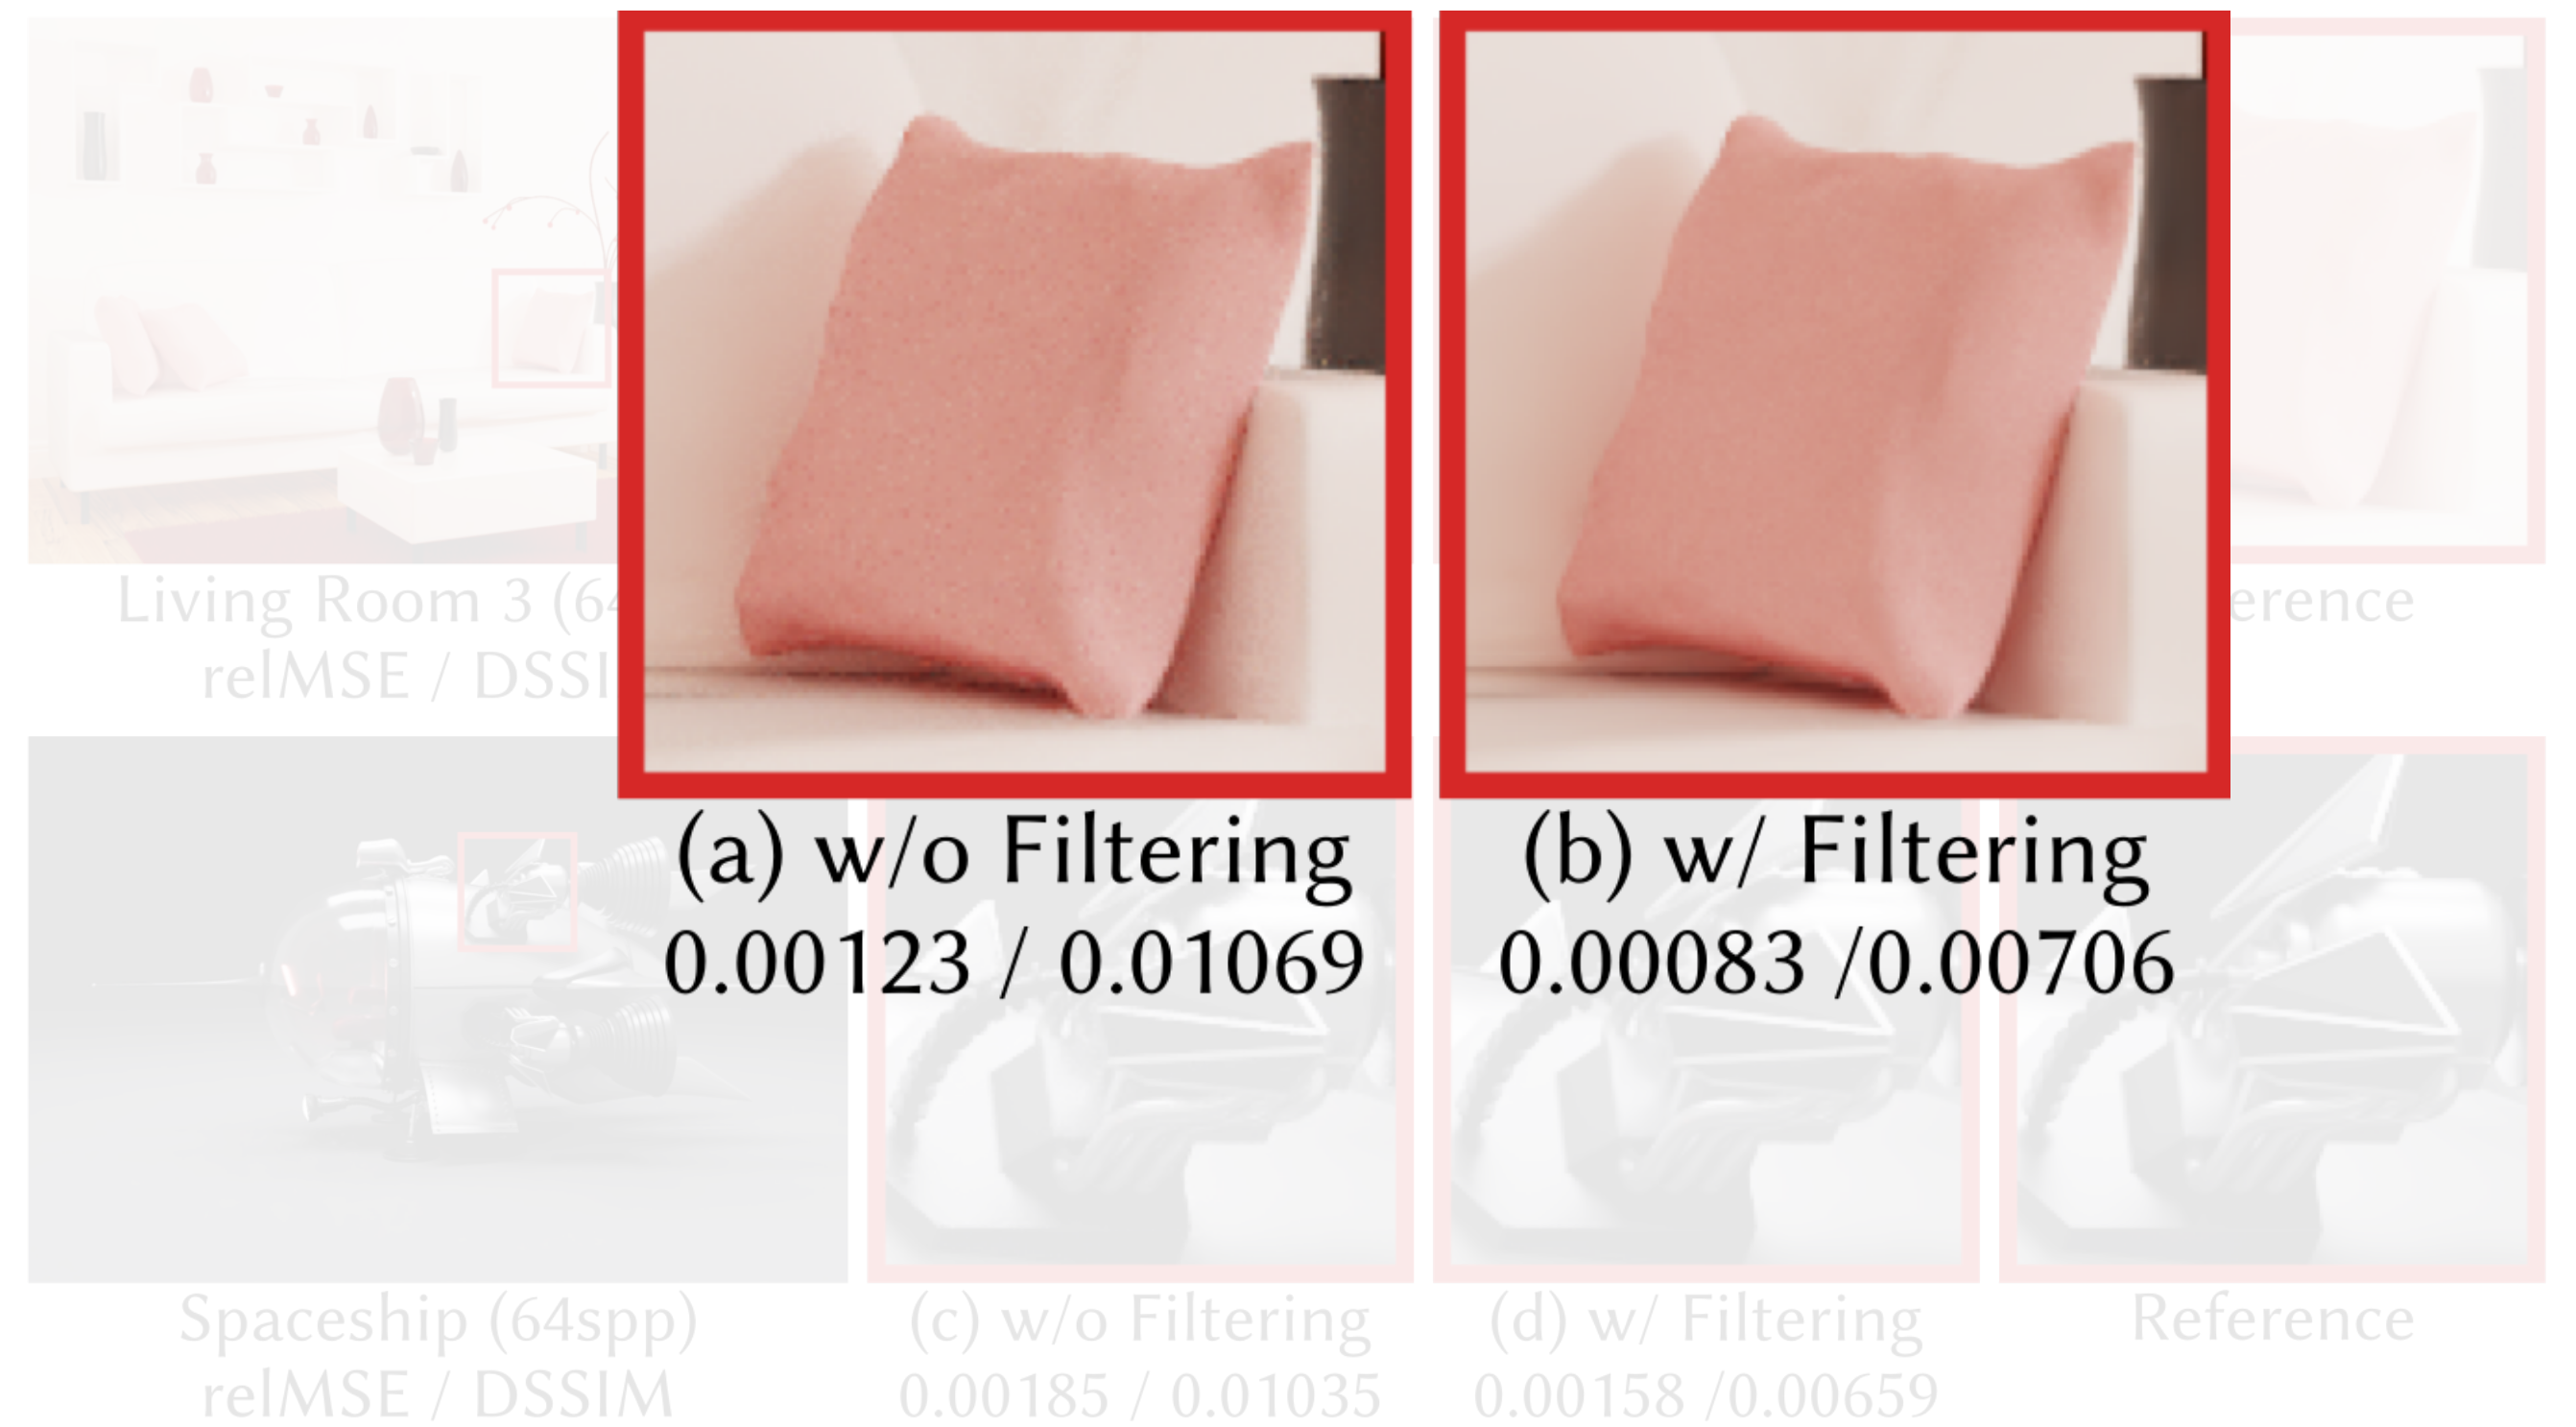 (a) w/o Filtering
0.00123 / 0.01069
(b) w/ Filtering
0.00083 /0.00706
Living Room 3 (64
relMSE / DSSI
erence
Spaceship (64spp)
relMSE / DSSIM
(c) w/o Filtering
0.00185 / 0.01035
(d) w/ Filtering
0.00158 /0.00659
Reference